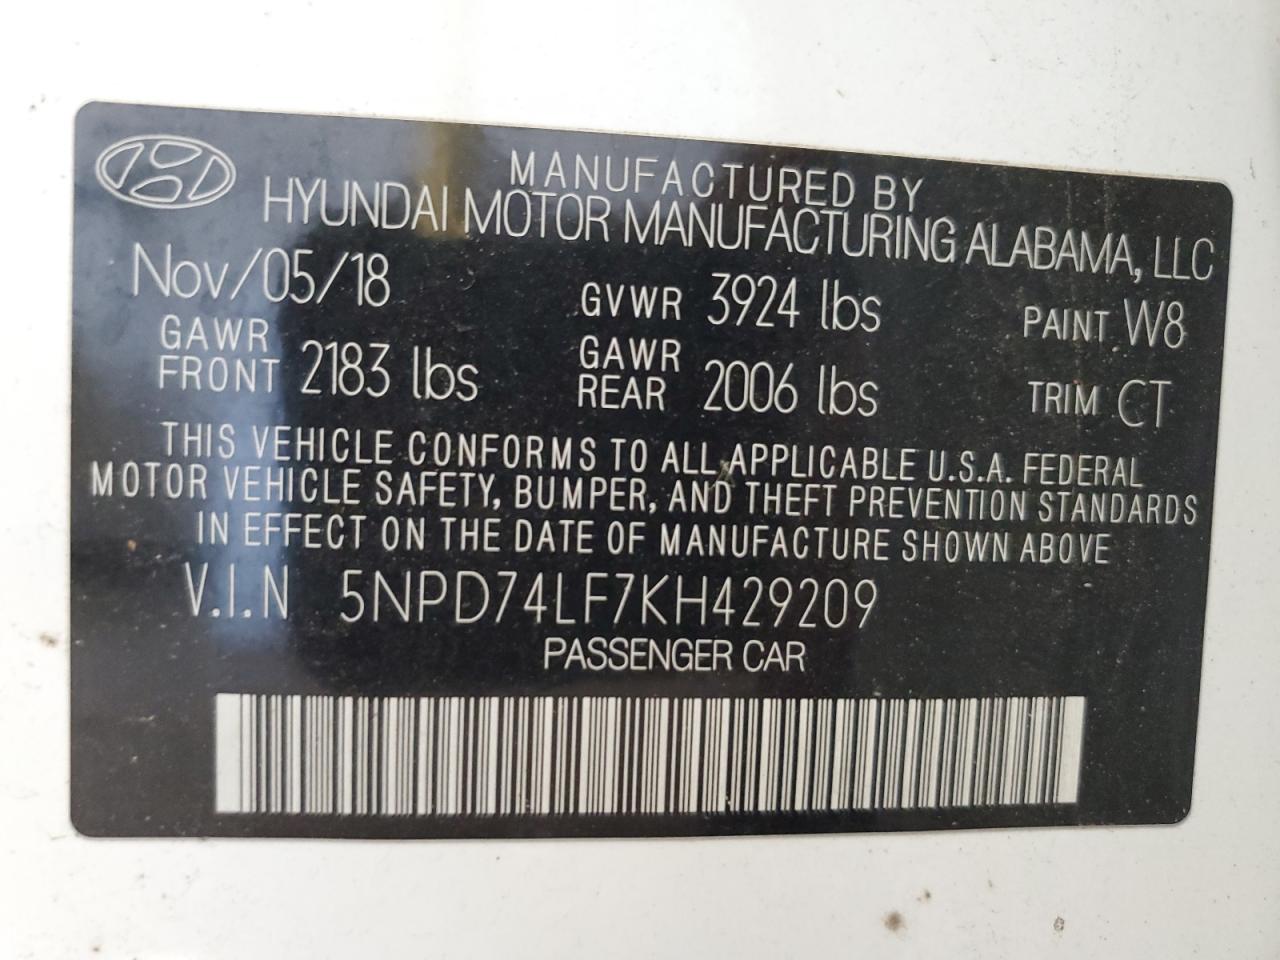 MANUFACTURED BY
HYUNDAI MOTOR MANUFACTURING ALABAMA, LLC
Nov/05/18 GVWR 3924 lbs PAINT W8
GAWR FRONT 2183 lbs GAWR REAR 2006 lbs TRIM CT
THIS VEHICLE CONFORMS TO ALL APPLICABLE U.S.A. FEDERAL
MOTOR VEHICLE SAFETY, BUMPER, AND THEFT PREVENTION STANDARDS
IN EFFECT ON THE DATE OF MANUFACTURE SHOWN ABOVE
V.I.N 5NPD74LF7KH429209
PASSENGER CAR